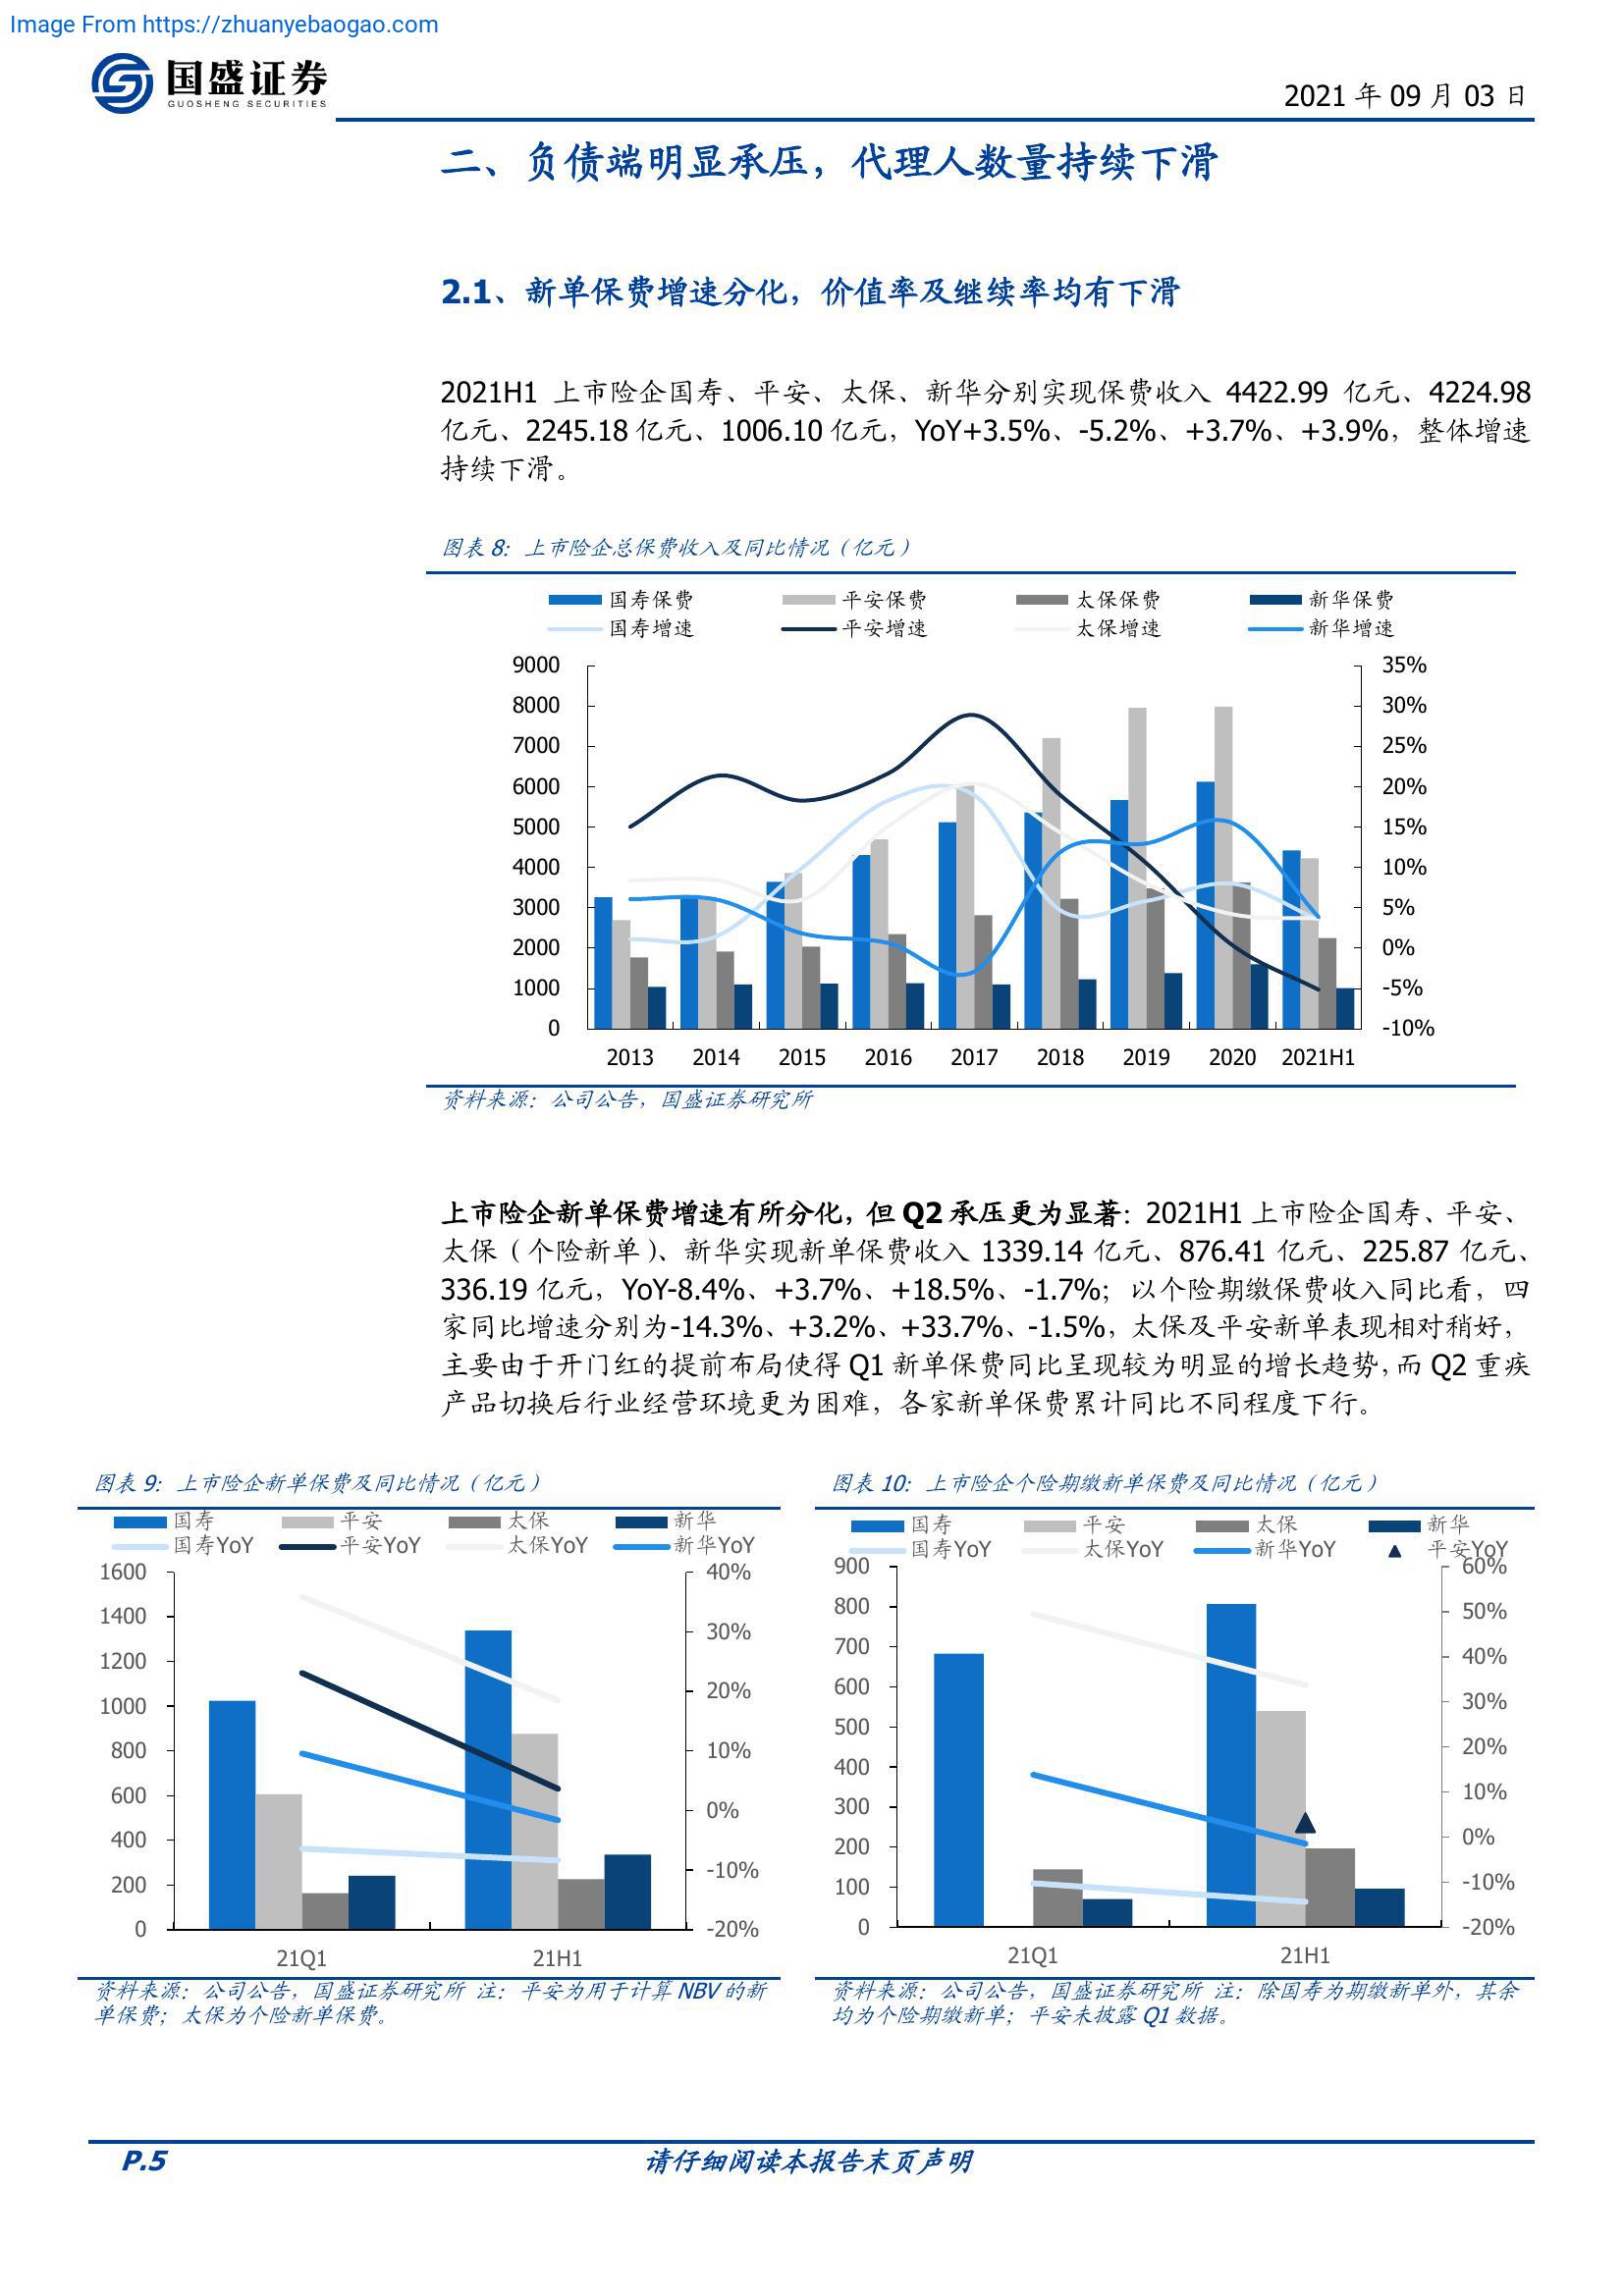 Image From https://zhuanyebaogao.com
国盛证券
GUOSHENG SECURITIES
2021 年 09 月 03 日
二、负债端明显承压，代理人数量持续下滑
2.1、新单保费增速分化，价值率及继续率均有下滑
2021H1 上市险企国寿、平安、太保、新华分别实现保费收入 4422.99 亿元、4224.98
亿元、2245.18 亿元、1006.10 亿元，YoY+3.5%、-5.2%、+3.7%、+3.9%，整体增速
持续下滑。
图表 8：上市险企总保费收入及同比情况（亿元）
国寿保费 平安保费 太保保费 新华保费
国寿增速 平安增速 太保增速 新华增速
9000 35%
8000 30%
7000 25%
6000 20%
5000 15%
4000 10%
3000 5%
2000 0%
1000 -5%
0 -10%
2013 2014 2015 2016 2017 2018 2019 2020 2021H1
资料来源：公司公告，国盛证券研究所
上市险企新单保费增速有所分化，但 Q2 承压更为显著：2021H1 上市险企国寿、平安、
太保（个险新单）、新华实现新单保费收入 1339.14 亿元、876.41 亿元、225.87 亿元、
336.19 亿元，YoY-8.4%、+3.7%、+18.5%、-1.7%；以个险期缴保费收入同比看，四
家同比增速分别为-14.3%、+3.2%、+33.7%、-1.5%，太保及平安新单表现相对稍好，
主要由于开门红的提前布局使得 Q1 新单保费同比呈现较为明显的增长趋势，而 Q2 重疾
产品切换后行业经营环境更为困难，各家新单保费累计同比不同程度下行。
图表 9：上市险企新单保费及同比情况（亿元）
国寿 平安 太保 新华
国寿YoY 平安YoY 太保YoY 新华YoY
1600 40%
1400
1200 30%
1000 20%
800 10%
600 0%
400
200 -10%
0 -20%
21Q1 21H1
资料来源：公司公告，国盛证券研究所 注：平安为用于计算 NBV 的新
单保费；太保为个险新单保费。
图表 10：上市险企个险期缴新单保费及同比情况（亿元）
国寿 平安 太保 新华
国寿YoY 太保YoY 新华YoY 平安YoY
900 60%
800 50%
700 40%
600 30%
500 20%
400 10%
300 0%
200 -10%
100
0 -20%
21Q1 21H1
资料来源：公司公告，国盛证券研究所 注：除国寿为期缴新单外，其余
均为个险期缴新单；平安未披露 Q1 数据。
P.5 请仔细阅读本报告末页声明